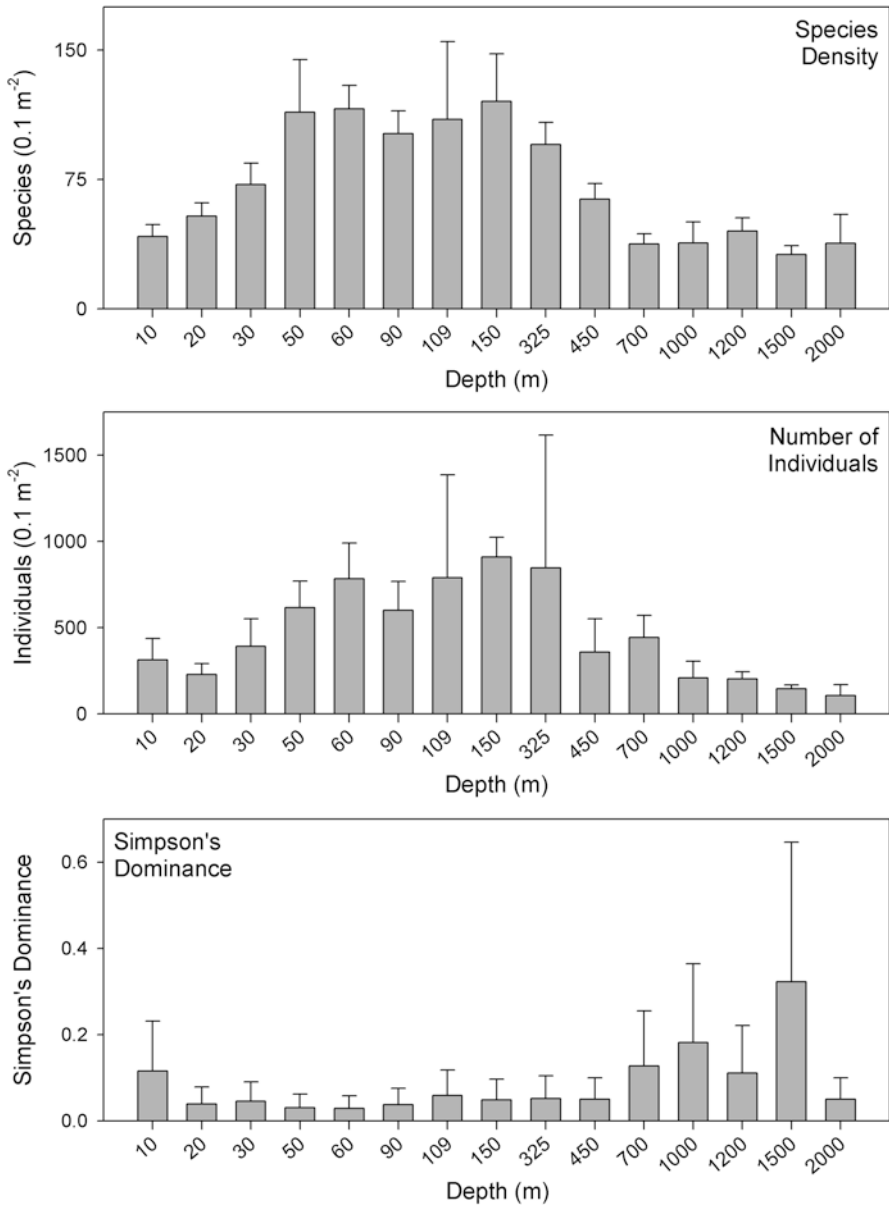 Species
Density
Species (0.1 m-2)
150
75
0
10 20 30 50 60 90 109 150 325 450 700 1000 1200 1500 2000
Depth (m)
Number of
Individuals
Individuals (0.1 m-2)
1500
1000
500
0
10 20 30 50 60 90 109 150 325 450 700 1000 1200 1500 2000
Depth (m)
Simpson's
Dominance
Simpson's Dominance
0.6
0.4
0.2
0.0
10 20 30 50 60 90 109 150 325 450 700 1000 1200 1500 2000
Depth (m)